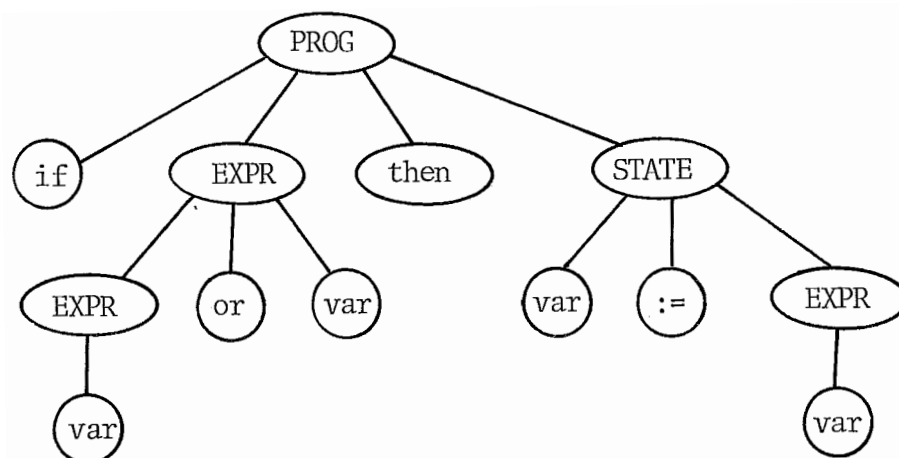 PROG
if EXPR then STATE
EXPR or var var := EXPR
var var